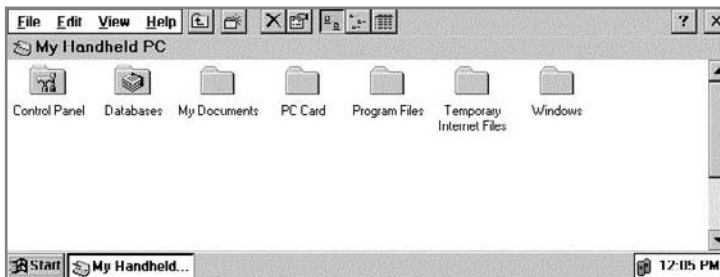 File Edit View Help ? X
My Handheld PC
Control Panel Databases My Documents PC Card Program Files Temporary Internet Files Windows
Start My Handheld... 12:05 PM